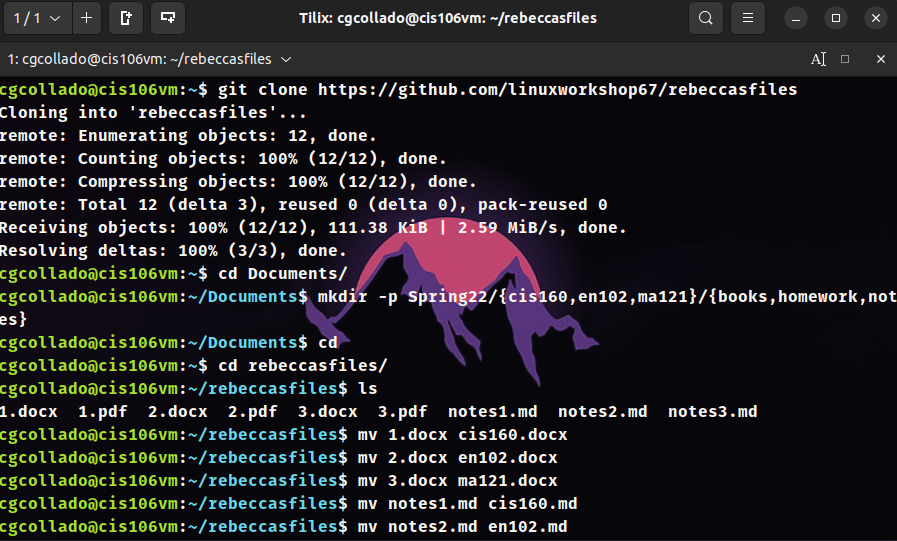 1 / 1
Tilix: cgcollado@cis106vm: ~/rebeccasfiles
1: cgcollado@cis106vm: ~/rebeccasfiles
cgcollado@cis106vm:~$ git clone https://github.com/linuxworkshop67/rebeccasfiles
Cloning into 'rebeccasfiles'...
remote: Enumerating objects: 12, done.
remote: Counting objects: 100% (12/12), done.
remote: Compressing objects: 100% (12/12), done.
remote: Total 12 (delta 3), reused 0 (delta 0), pack-reused 0
Receiving objects: 100% (12/12), 111.38 KiB | 2.59 MiB/s, done.
Resolving deltas: 100% (3/3), done.
cgcollado@cis106vm:~$ cd Documents/
cgcollado@cis106vm:~/Documents$ mkdir -p Spring22/{cis160,en102,ma121}/{books,homework,not
es}
cgcollado@cis106vm:~/Documents$ cd
cgcollado@cis106vm:~$ cd rebeccasfiles/
cgcollado@cis106vm:~/rebeccasfiles$ ls
1.docx  1.pdf  2.docx  2.pdf  3.docx  3.pdf  notes1.md  notes2.md  notes3.md
cgcollado@cis106vm:~/rebeccasfiles$ mv 1.docx cis160.docx
cgcollado@cis106vm:~/rebeccasfiles$ mv 2.docx en102.docx
cgcollado@cis106vm:~/rebeccasfiles$ mv 3.docx ma121.docx
cgcollado@cis106vm:~/rebeccasfiles$ mv notes1.md cis160.md
cgcollado@cis106vm:~/rebeccasfiles$ mv notes2.md en102.md